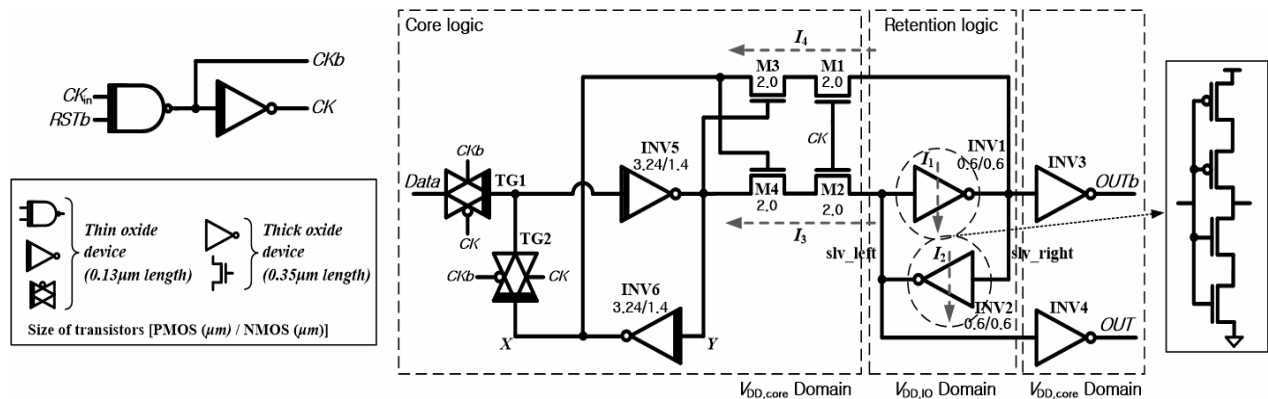 CKb
CKin
RSTb
CK
Thin oxide
device
(0.13μm length)
Thick oxide
device
(0.35μm length)
Size of transistors [PMOS (μm) / NMOS (μm)]
Core logic
I4
Retention logic
M3
2.0
M1
2.0
CK
INV5
3.24/1.4
CKb
Data
TG1
CK
M4
2.0
M2
2.0
I3
I1
INV1
0.6/0.6
INV3
OUTb
TG2
CKb
CK
slv_left
I2
slv_right
INV6
3.24/1.4
INV2
0.6/0.6
INV4
OUT
X
Y
VDD,core Domain
VDD,IO Domain
VDD,core Domain